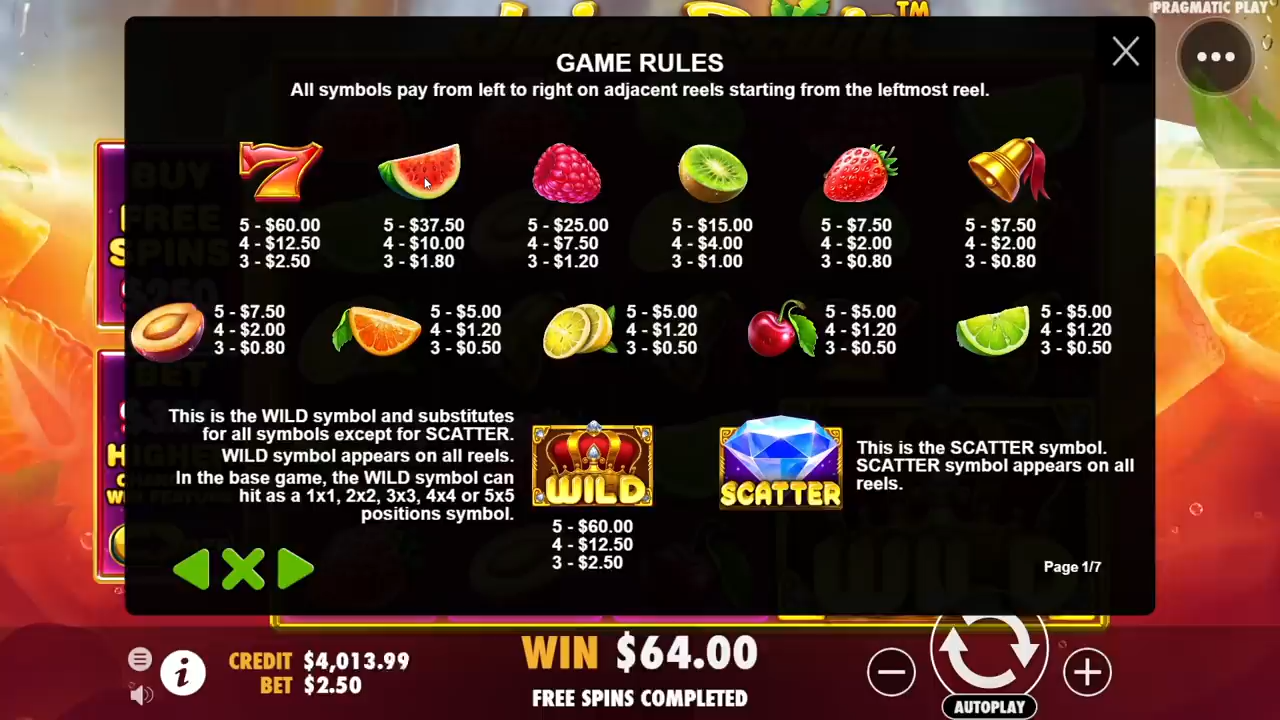 PRAGMATIC PLAY
GAME RULES
All symbols pay from left to right on adjacent reels starting from the leftmost reel.
BUY
FREE
SPINS
5 - $60.00
4 - $12.50
3 - $2.50
5 - $37.50
4 - $10.00
3 - $1.80
5 - $25.00
4 - $7.50
3 - $1.20
5 - $15.00
4 - $4.00
3 - $1.00
5 - $7.50
4 - $2.00
3 - $0.80
5 - $7.50
4 - $2.00
3 - $0.80
5 - $7.50
4 - $2.00
3 - $0.80
5 - $5.00
4 - $1.20
3 - $0.50
5 - $5.00
4 - $1.20
3 - $0.50
5 - $5.00
4 - $1.20
3 - $0.50
5 - $5.00
4 - $1.20
3 - $0.50
BET
This is the WILD symbol and substitutes
for all symbols except for SCATTER.
WILD symbol appears on all reels.
In the base game, the WILD symbol can
hit as a 1x1, 2x2, 3x3, 4x4 or 5x5
positions symbol.
WILD
5 - $60.00
4 - $12.50
3 - $2.50
SCATTER
This is the SCATTER symbol.
SCATTER symbol appears on all
reels.
Page 1/7
CREDIT $4,013.99
BET $2.50
WIN $64.00
FREE SPINS COMPLETED
AUTOPLAY